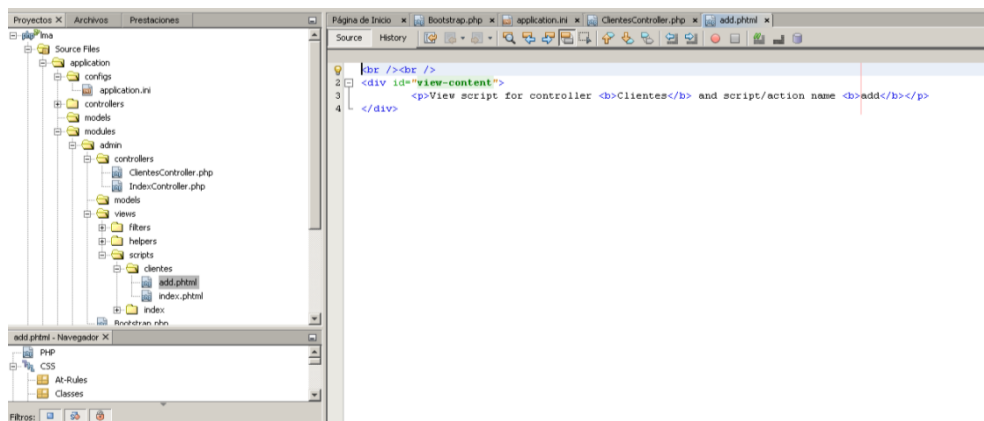 Proyectos Archivos Prestaciones
lma
Source Files
application
configs
application.ini
controllers
models
modules
admin
controllers
ClientesController.php
IndexController.php
models
views
filters
helpers
scripts
clientes
add.phtml
index.phtml
index
Bootstrap.php
add.phtml - Navegador
PHP
CSS
At-Rules
Classes
Filtros:
Página de Inicio Bootstrap.php application.ini ClientesController.php add.phtml
Source History
<br /><br />
2 <div id="view-content">
3 <p>View script for controller <b>Clientes</b> and script/action name <b>add</b></p>
4 </div>